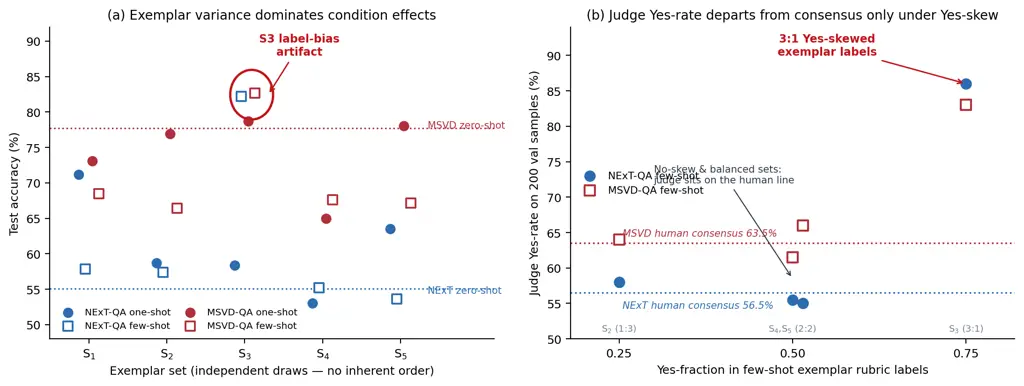 (a) Exemplar variance dominates condition effects
S3 label-bias
artifact
MSVD zero-shot
NExT zero-shot
NExT-QA one-shot
NExT-QA few-shot
MSVD-QA one-shot
MSVD-QA few-shot
Test accuracy (%)
90
85
80
75
70
65
60
55
50
S1 S2 S3 S4 S5
Exemplar set (independent draws — no inherent order)
(b) Judge Yes-rate departs from consensus only under Yes-skew
3:1 Yes-skewed
exemplar labels
No-skew & balanced sets:
judge sits on the human line
NExT-QA few-shot
MSVD-QA few-shot
MSVD human consensus 63.5%
NExT human consensus 56.5%
S2 (1:3) S4,S5 (2:2) S3 (3:1)
Judge Yes-rate on 200 val samples (%)
90
85
80
75
70
65
60
55
50
0.25 0.50 0.75
Yes-fraction in few-shot exemplar rubric labels